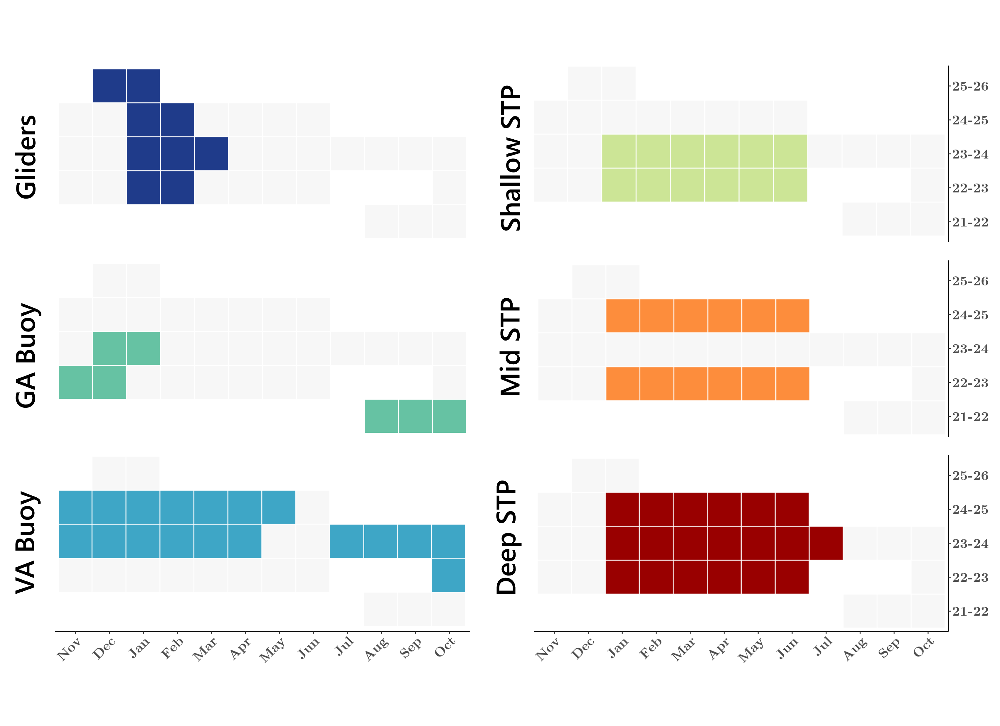 Gliders
Shallow STP
25-26
24-25
23-24
22-23
21-22
GA Buoy
Mid STP
25-26
24-25
23-24
22-23
21-22
VA Buoy
Deep STP
25-26
24-25
23-24
22-23
21-22
Nov Dec Jan Feb Mar Apr May Jun Jul Aug Sep Oct
Nov Dec Jan Feb Mar Apr May Jun Jul Aug Sep Oct